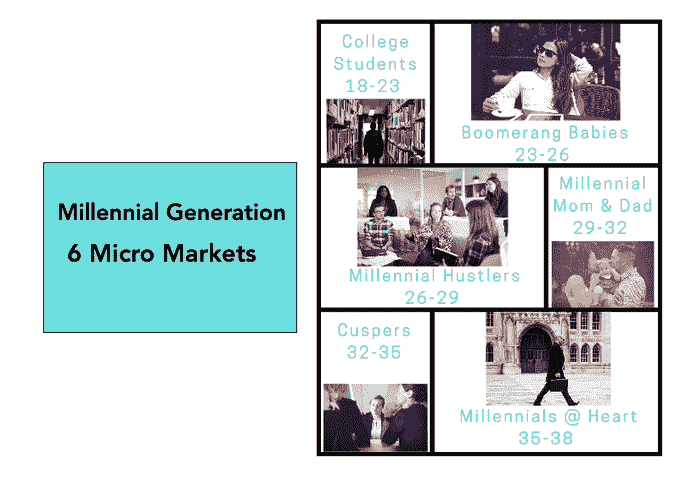 Millennial Generation
6 Micro Markets
College
Students
18-23
Boomerang Babies
23-26
Millennial Hustlers
26-29
Millennial
Mom & Dad
29-32
Cuspers
32-35
Millennials @ Heart
35-38